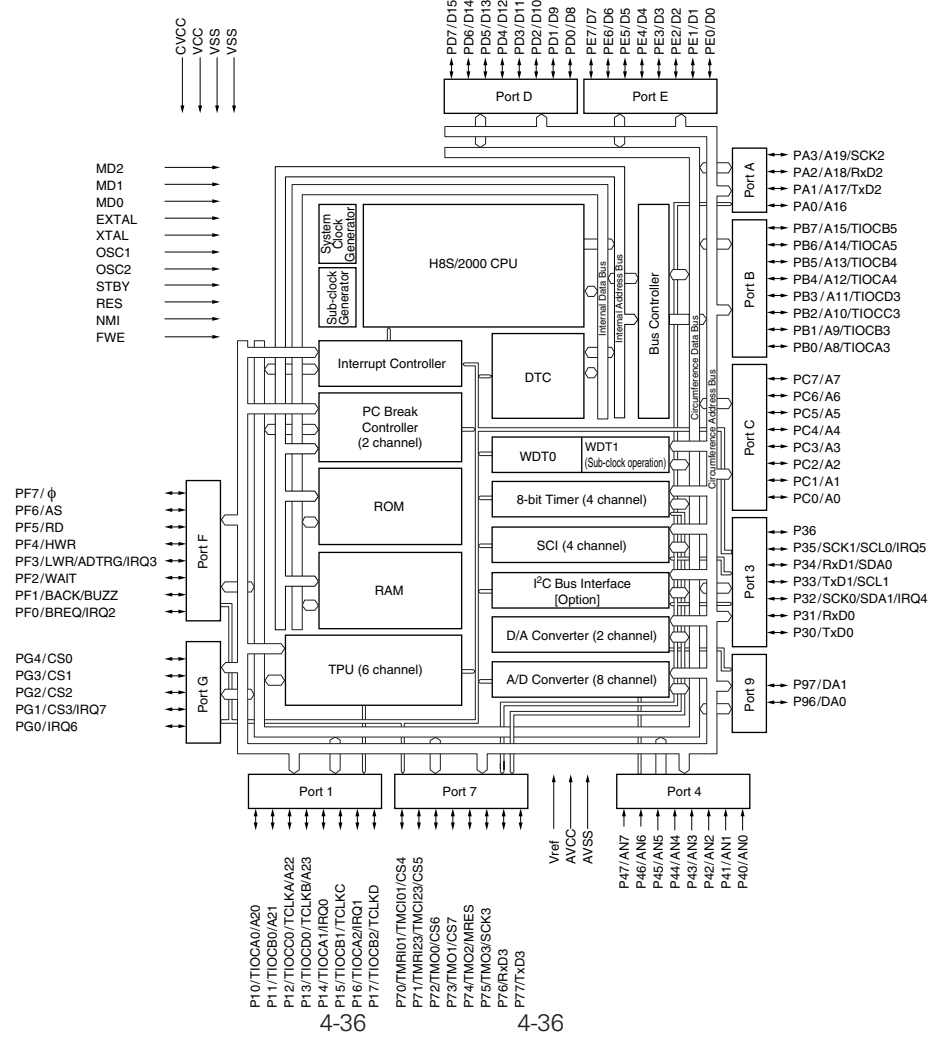 CVCC
VCC
VSS
VSS
PD7/D15
PD6/D14
PD5/D13
PD4/D12
PD3/D11
PD2/D10
PD1/D9
PD0/D8
PE7/D7
PE6/D6
PE5/D5
PE4/D4
PE3/D3
PE2/D2
PE1/D1
PE0/D0
Port D
Port E
MD2
MD1
MD0
EXTAL
XTAL
OSC1
OSC2
STBY
RES
NMI
FWE
System Clock Generator
Sub-clock Generator
H8S/2000 CPU
Internal Data Bus
Internal Address Bus
Bus Controller
Circumference Data Bus
Circumference Address Bus
Port A
PA3/A19/SCK2
PA2/A18/RxD2
PA1/A17/TxD2
PA0/A16
Port B
PB7/A15/TIOCB5
PB6/A14/TIOCA5
PB5/A13/TIOCB4
PB4/A12/TIOCA4
PB3 /A11/TIOCD3
PB2/A10/TIOCC3
PB1/A9/TIOCB3
PB0/A8/TIOCA3
Interrupt Controller
DTC
PC Break
Controller
(2 channel)
WDT0
WDT1
(Sub-clock operation)
Port C
PC7/A7
PC6/A6
PC5/A5
PC4/A4
PC3/A3
PC2/A2
PC1/A1
PC0/A0
ROM
8-bit Timer (4 channel)
SCI (4 channel)
RAM
I²C Bus Interface
[Option]
D/A Converter (2 channel)
TPU (6 channel)
A/D Converter (8 channel)
PF7/ϕ
PF6/AS
PF5/RD
PF4/HWR
PF3/LWR/ADTRG/IRQ3
PF2/WAIT
PF1/BACK/BUZZ
PF0/BREQ/IRQ2
Port F
PG4/CS0
PG3/CS1
PG2/CS2
PG1/CS3/IRQ7
PG0/IRQ6
Port G
Port 3
P36
P35/SCK1/SCL0/IRQ5
P34/RxD1/SDA0
P33/TxD1/SCL1
P32/SCK0/SDA1/IRQ4
P31/RxD0
P30/TxD0
Port 9
P97/DA1
P96/DA0
Port 1
Port 7
Port 4
Vref
AVCC
AVSS
P47/AN7
P46/AN6
P45/AN5
P44/AN4
P43/AN3
P42/AN2
P41/AN1
P40/AN0
P10/TIOCA0/A20
P11/TIOCB0/A21
P12/TIOCC0/TCLKA/A22
P13/TIOCD0/TCLKB/A23
P14/TIOCA1/IRQ0
P15/TIOCB1/TCLKC
P16/TIOCA2/IRQ1
P17/TIOCB2/TCLKD
P70/TMRI01/TMCI01/CS4
P71/TMRI23/TMCI23/CS5
P72/TMO0/CS6
P73/TMO1/CS7
P74/TMO2/MRES
P75/TMO3/SCK3
P76/RxD3
P77/TxD3
4-36
4-36